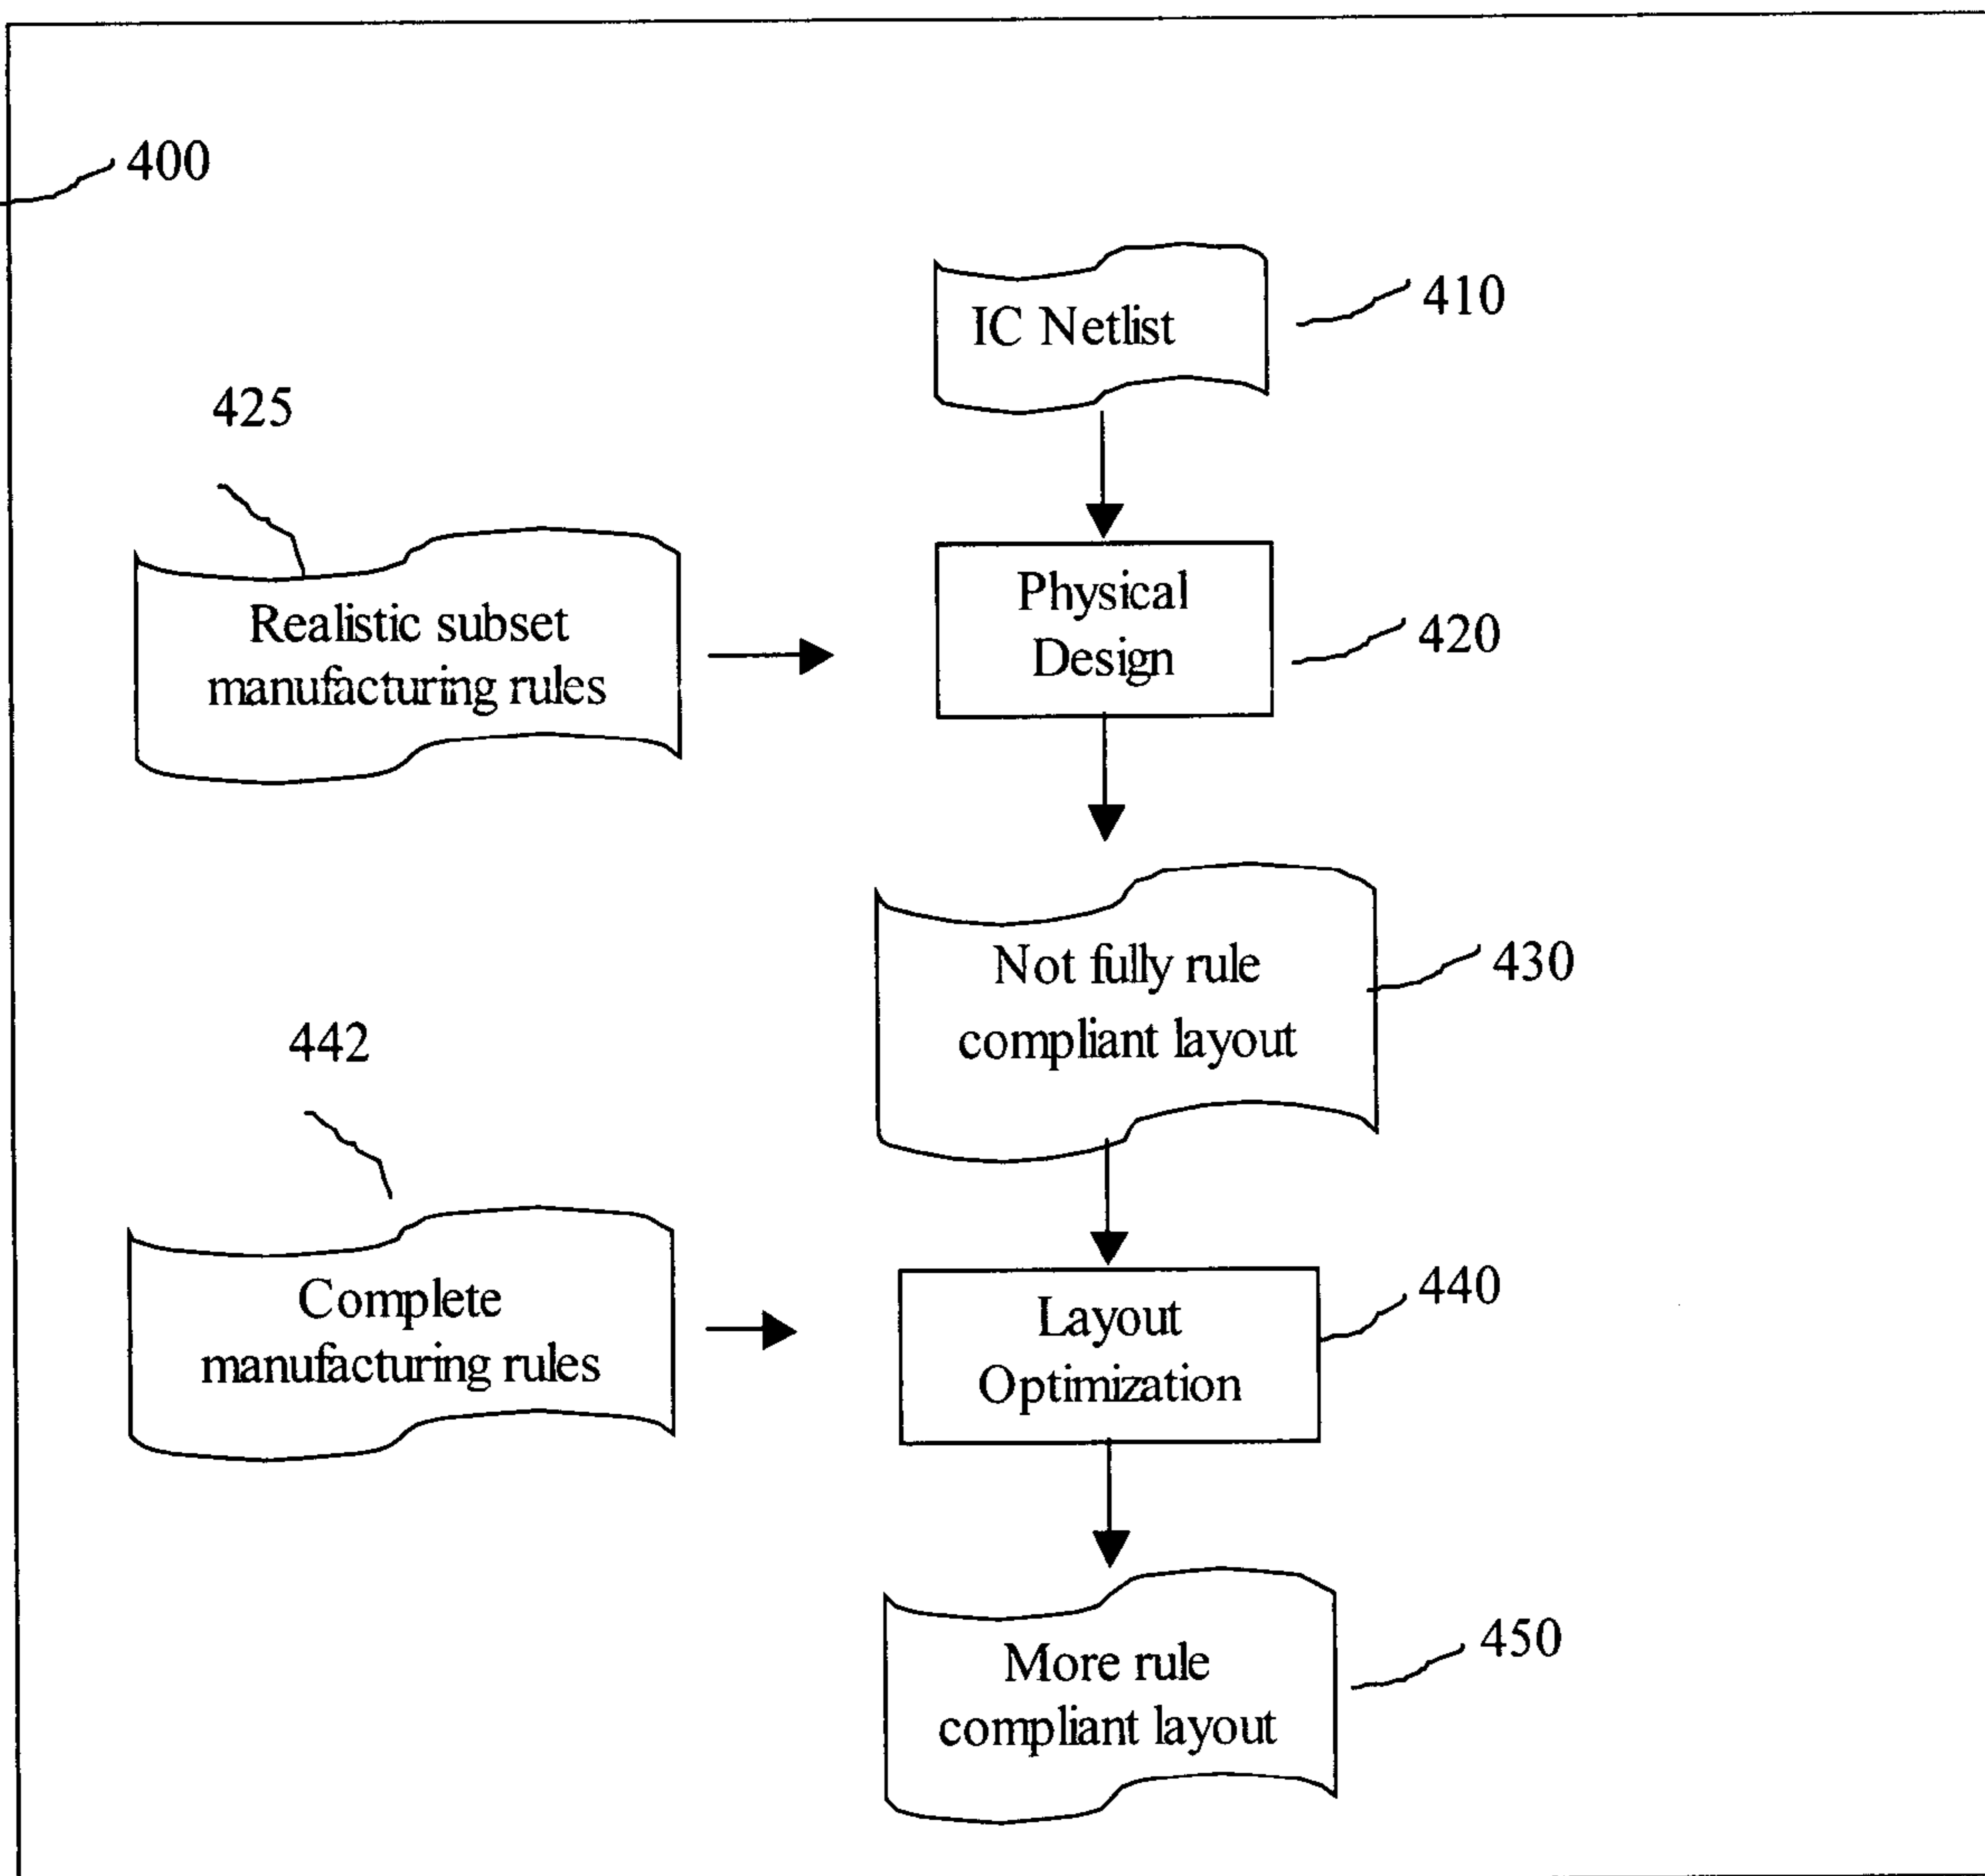 400
IC Netlist
410
425
Realistic subset
manufacturing rules
Physical
Design
420
Not fully rule
compliant layout
430
442
Complete
manufacturing rules
Layout
Optimization
440
More rule
compliant layout
450